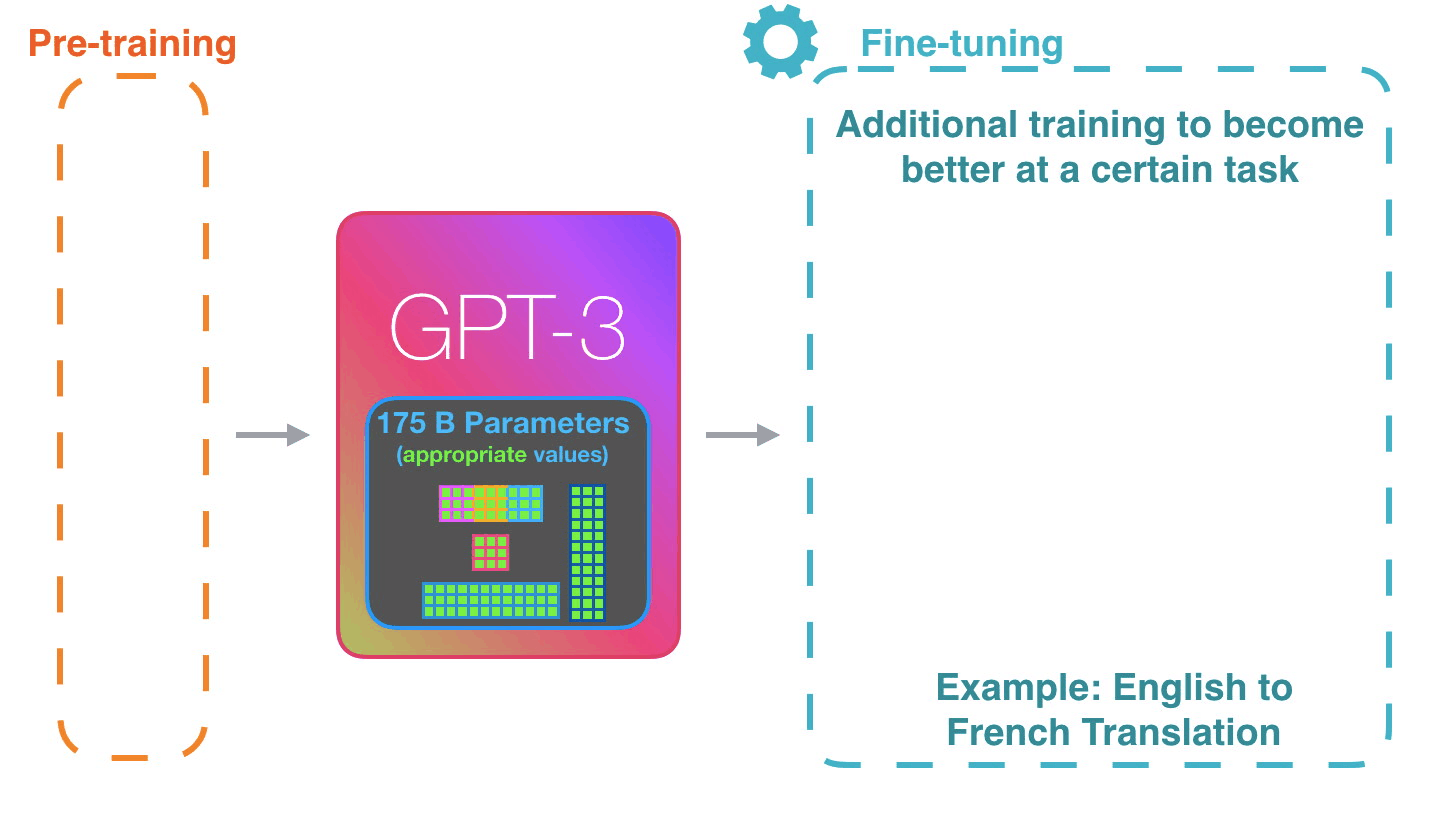 Pre-training
Fine-tuning
Additional training to become
better at a certain task
GPT-3
175 B Parameters
(appropriate values)
Example: English to
French Translation